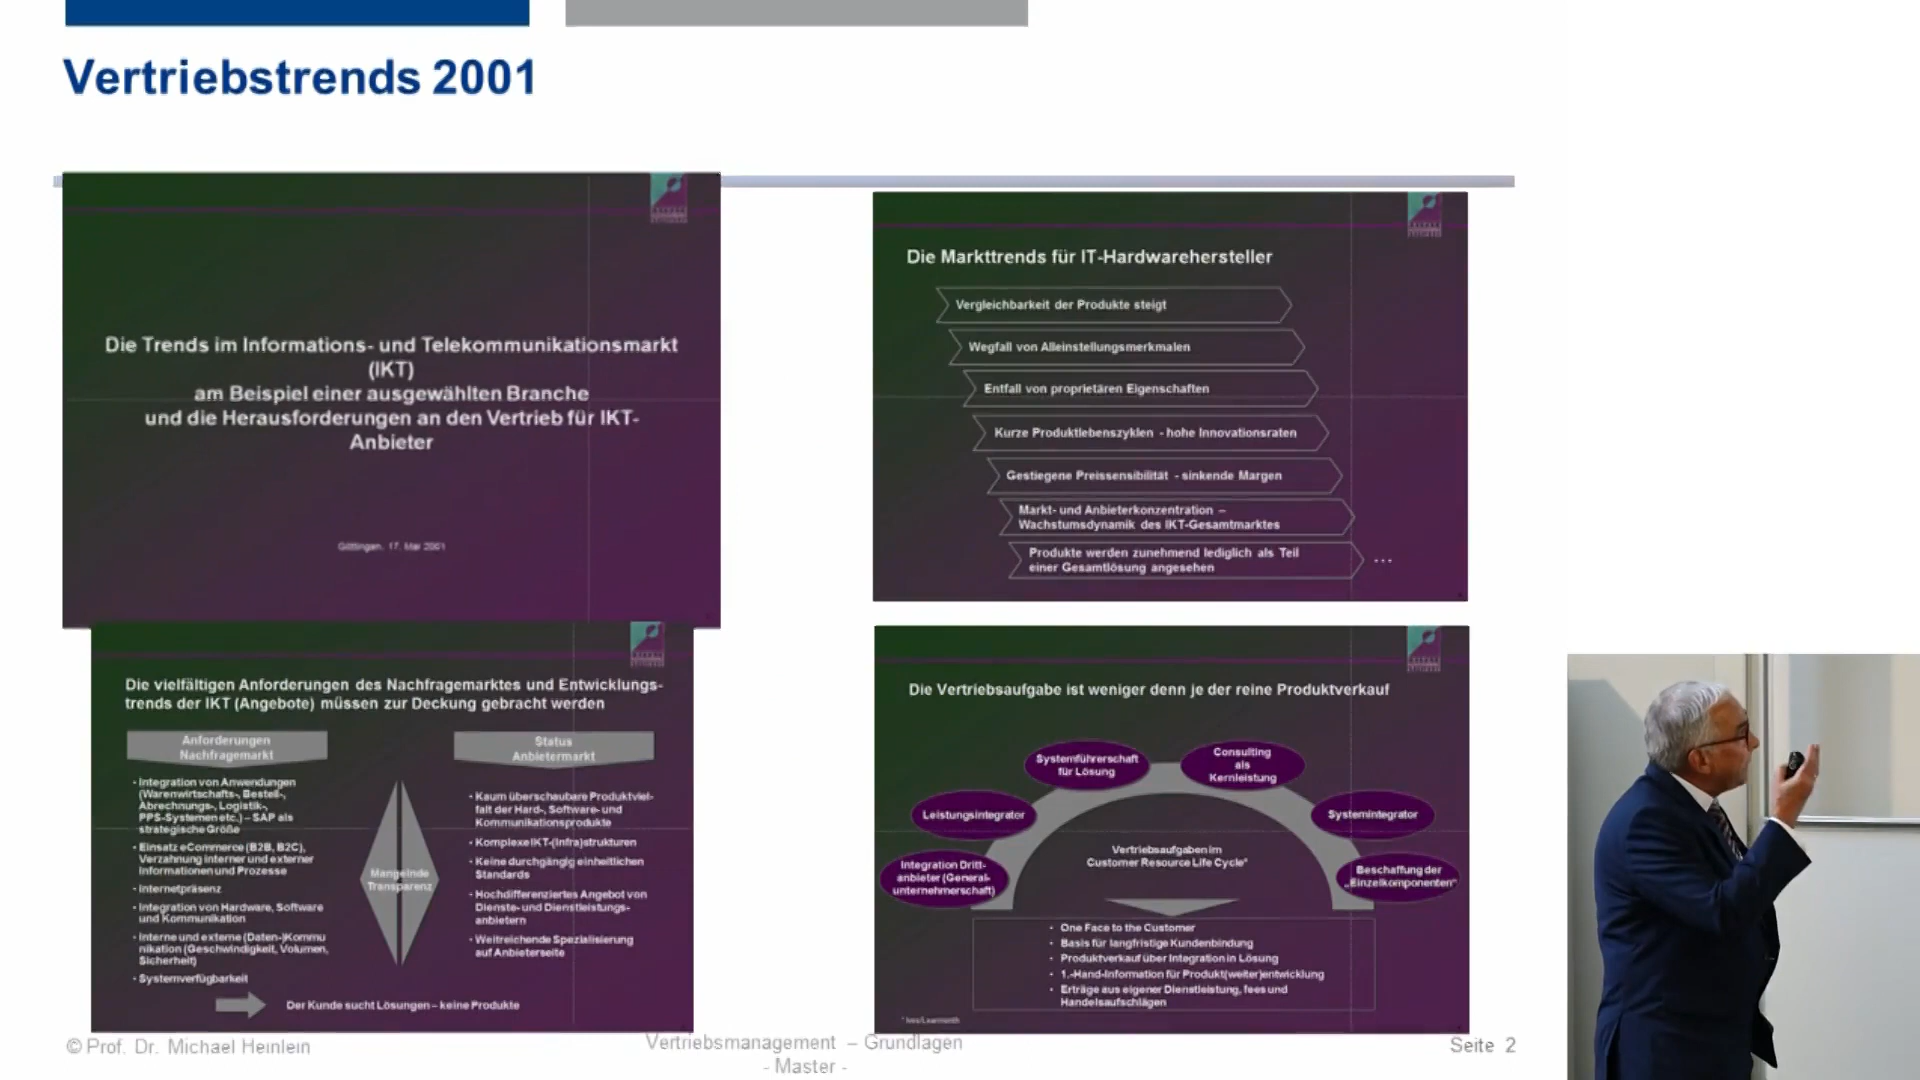 Vertriebstrends 2001
Die Trends im Informations- und Telekommunikationsmarkt
(IKT)
am Beispiel einer ausgewählten Branche
und die Herausforderungen an den Vertrieb für IKT-
Anbieter
Göttingen, 17. Mai 2001
Die Markttrends für IT-Hardwarehersteller
Vergleichbarkeit der Produkte steigt
Wegfall von Alleinstellungsmerkmalen
Entfall von proprietären Eigenschaften
Kurze Produktlebenszyklen - hohe Innovationsraten
Gestiegene Preissensibilität - sinkende Margen
Markt- und Anbieterkonzentration –
Wachstumsdynamik des IKT-Gesamtmarktes
Produkte werden zunehmend lediglich als Teil
einer Gesamtlösung angesehen
...
Die vielfältigen Anforderungen des Nachfragemarktes und Entwicklungs-
trends der IKT (Angebote) müssen zur Deckung gebracht werden
Anforderungen
Nachfragemarkt
- Integration von Anwendungen
(Warenwirtschafts-, Bestell-,
Abrechnungs-, Logistik-,
PPS-Systemen etc.) – SAP als
strategische Größe
- Einsatz eCommerce (B2B, B2C),
Verzahnung interner und externer
Informationen und Prozesse
- Internetpräsenz
- Integration von Hardware, Software
und Kommunikation
- Interne und externe (Daten-)Kommu
nikation (Geschwindigkeit, Volumen,
Sicherheit)
- Systemverfügbarkeit
Mangelnde
Transparenz
Status
Anbietermarkt
- Kaum überschaubare Produktviel-
falt der Hard-, Software- und
Kommunikationsprodukte
- Komplexe IKT-(Infra)strukturen
- Keine durchgängig einheitlichen
Standards
- Hochdifferenziertes Angebot von
Dienste- und Dienstleistungs-
anbietern
- Weitreichende Spezialisierung
auf Anbieterseite
Der Kunde sucht Lösungen – keine Produkte
Die Vertriebsaufgabe ist weniger denn je der reine Produktverkauf
Systemführerschaft
für Lösung
Consulting
als
Kernleistung
Leistungsintegrator
Systemintegrator
Integration Dritt-
anbieter (General-
unternehmerschaft)
Beschaffung der
„Einzelkomponenten“
Vertriebsaufgaben im
Customer Resource Life Cycle*
• One Face to the Customer
• Basis für langfristige Kundenbindung
• Produktverkauf über Integration in Lösung
• 1.-Hand-Information für Produkt(weiter)entwicklung
• Erträge aus eigener Dienstleistung, fees und
Handelsaufschlägen
* Ives/Learmonth
© Prof. Dr. Michael Heinlein
Vertriebsmanagement – Grundlagen
- Master -
Seite 2